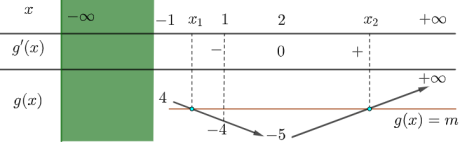 x −∞ −1 x₁ 1 2 x₂ +∞
g′(x) − 0 +
+∞
g(x) 4
g(x) = m
−4 −5